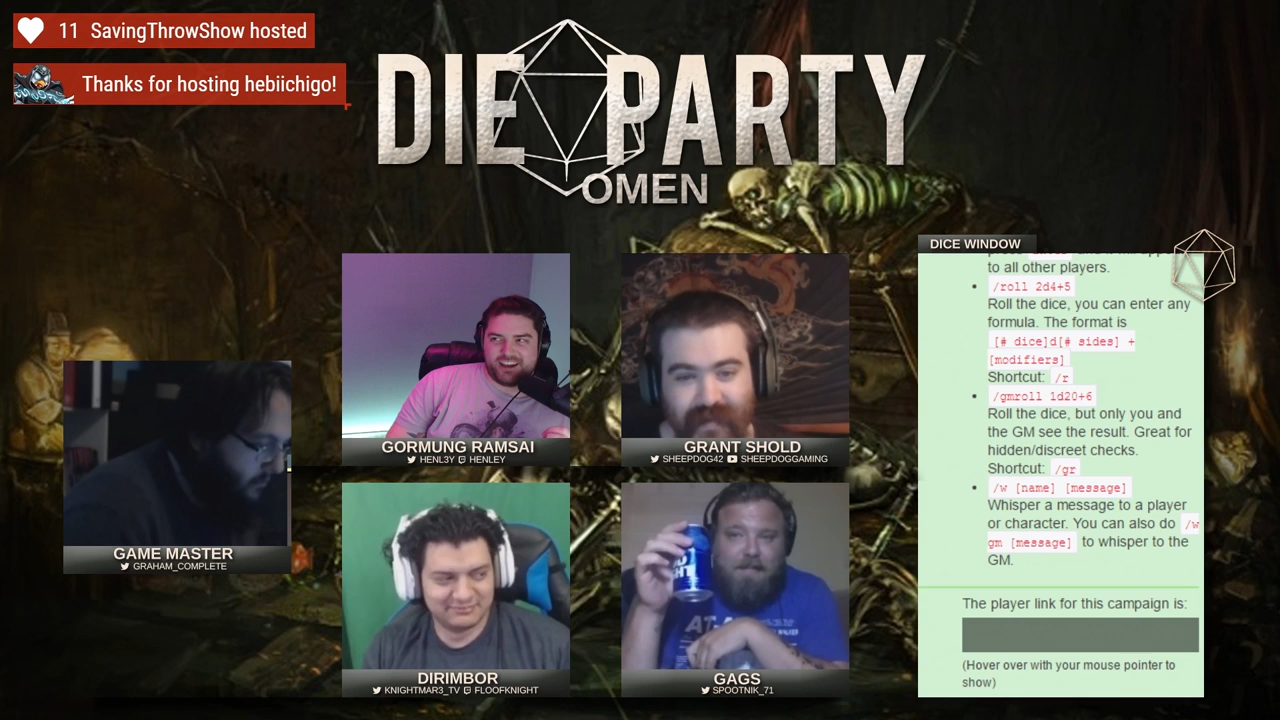 11 SavingThrowShow hosted
Thanks for hosting hebiichigo!
DIE PARTY
OMEN
DICE WINDOW
to all other players.
/roll 2d4+5
Roll the dice, you can enter any
formula. The format is
[# dice]d[# sides] +
[modifiers]
Shortcut: /r
/gmroll 1d20+6
Roll the dice, but only you and
the GM see the result. Great for
hidden/discreet checks.
Shortcut: /gr
/w [name] [message]
Whisper a message to a player
or character. You can also do /w
gm [message] to whisper to the
GM.
The player link for this campaign is:
(Hover over with your mouse pointer to
show)
GORMUNG RAMSAI
HENL3Y HENLEY
GRANT SHOLD
SHEEPDOG42 SHEEPDOGGAMING
GAME MASTER
GRAHAM_COMPLETE
DIRIMBOR
KNIGHTMAR3_TV FLOOFKNIGHT
GAGS
SPOOTNIK_71